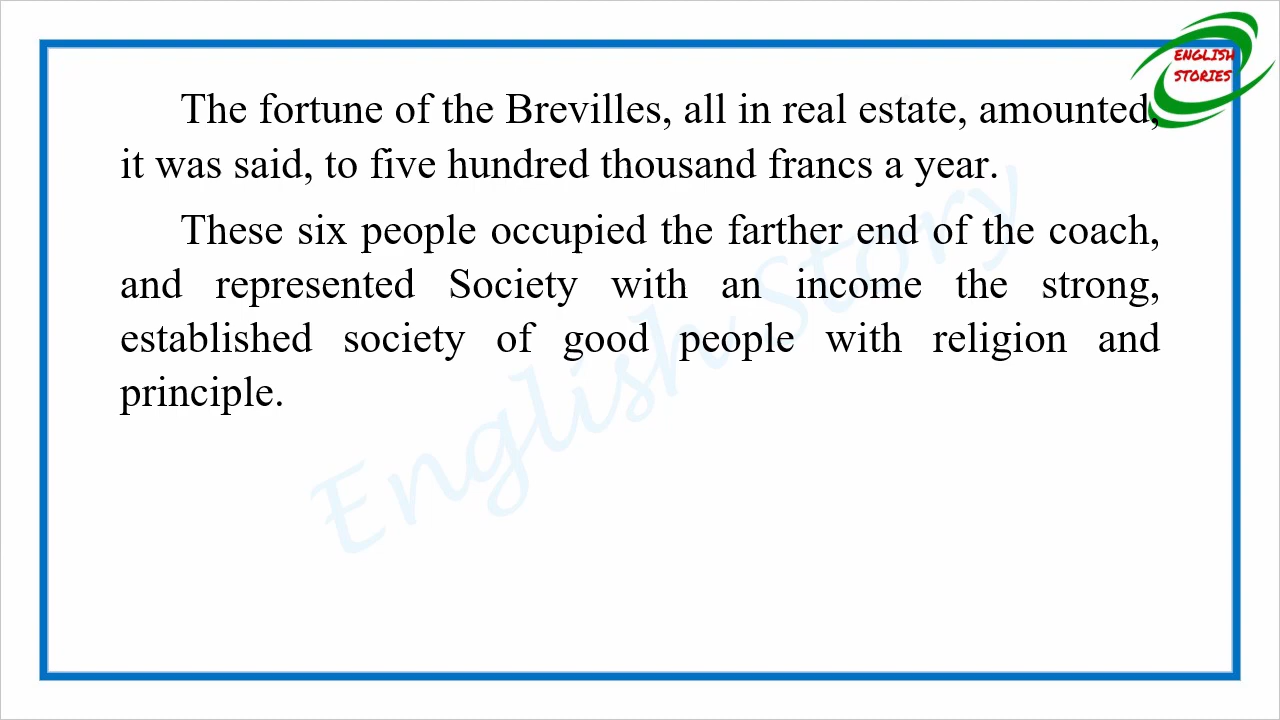 ENGLISH
STORIES
The fortune of the Brevilles, all in real estate, amounted,
it was said, to five hundred thousand francs a year.
These six people occupied the farther end of the coach,
and represented Society with an income the strong,
established society of good people with religion and
principle.
English Story